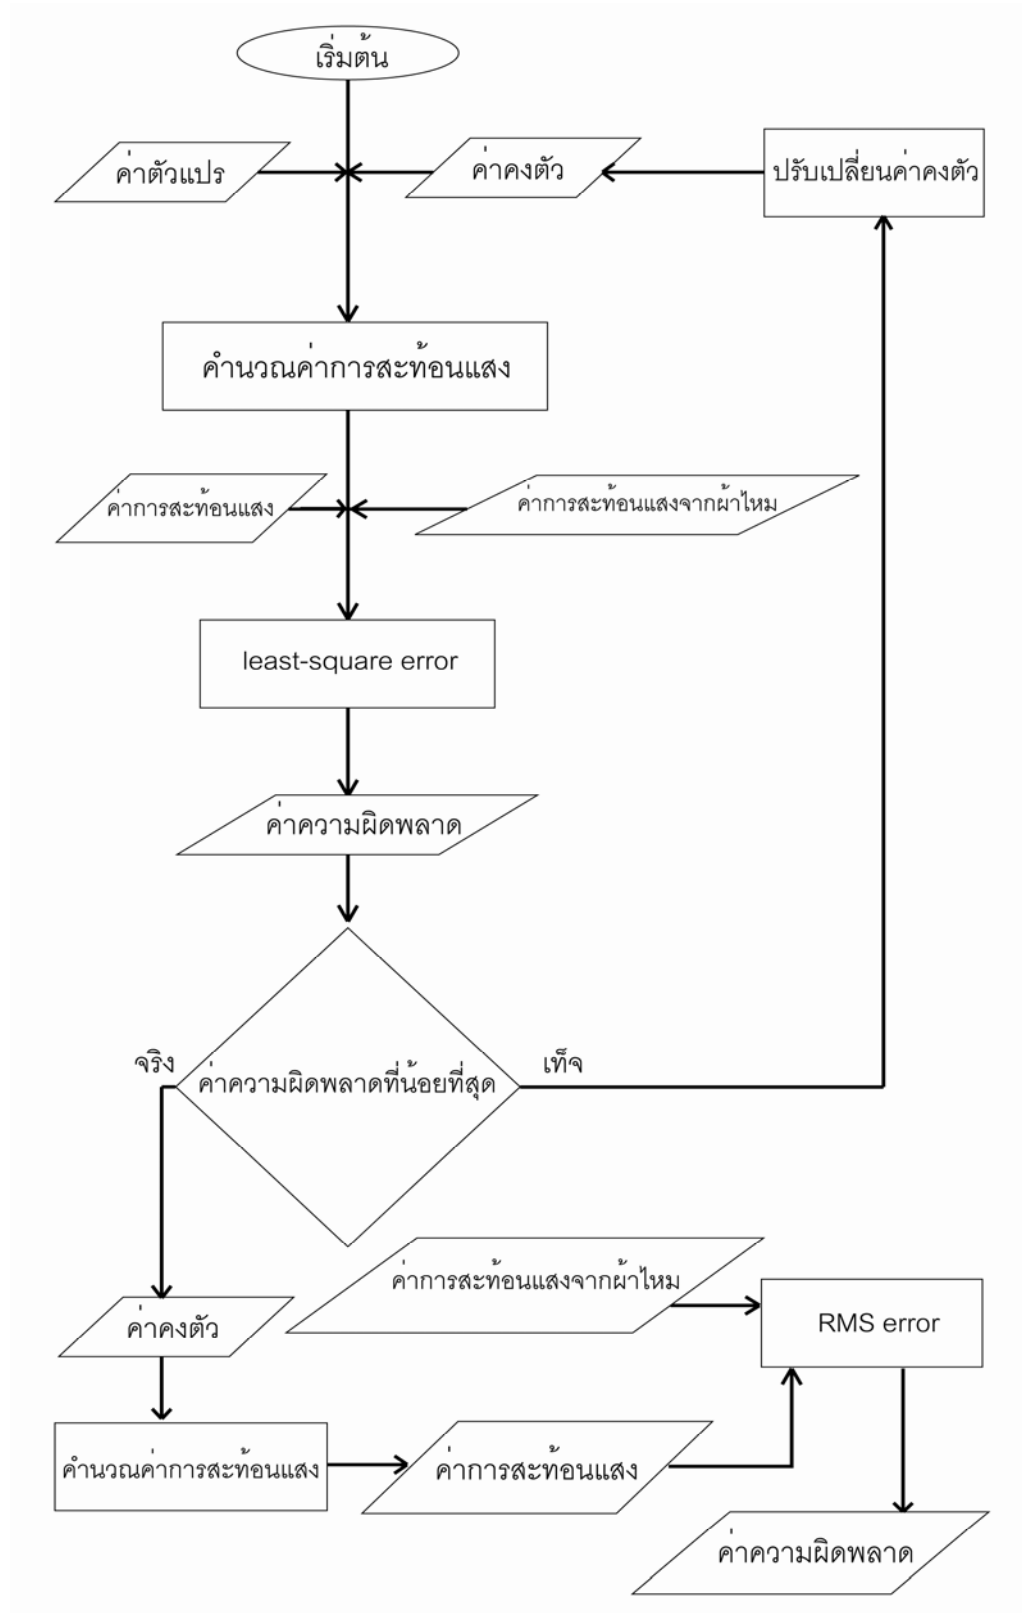 เริ่มต้น
ค่าตัวแปร
ค่าคงตัว
ปรับเปลี่ยนค่าคงตัว
คำนวณค่าการสะท้อนแสง
ค่าการสะท้อนแสง
ค่าการสะท้อนแสงจากผ้าไหม
least-square error
ค่าความผิดพลาด
จริง
เท็จ
ค่าความผิดพลาดที่น้อยที่สุด
ค่าการสะท้อนแสงจากผ้าไหม
ค่าคงตัว
RMS error
คำนวณค่าการสะท้อนแสง
ค่าการสะท้อนแสง
ค่าความผิดพลาด